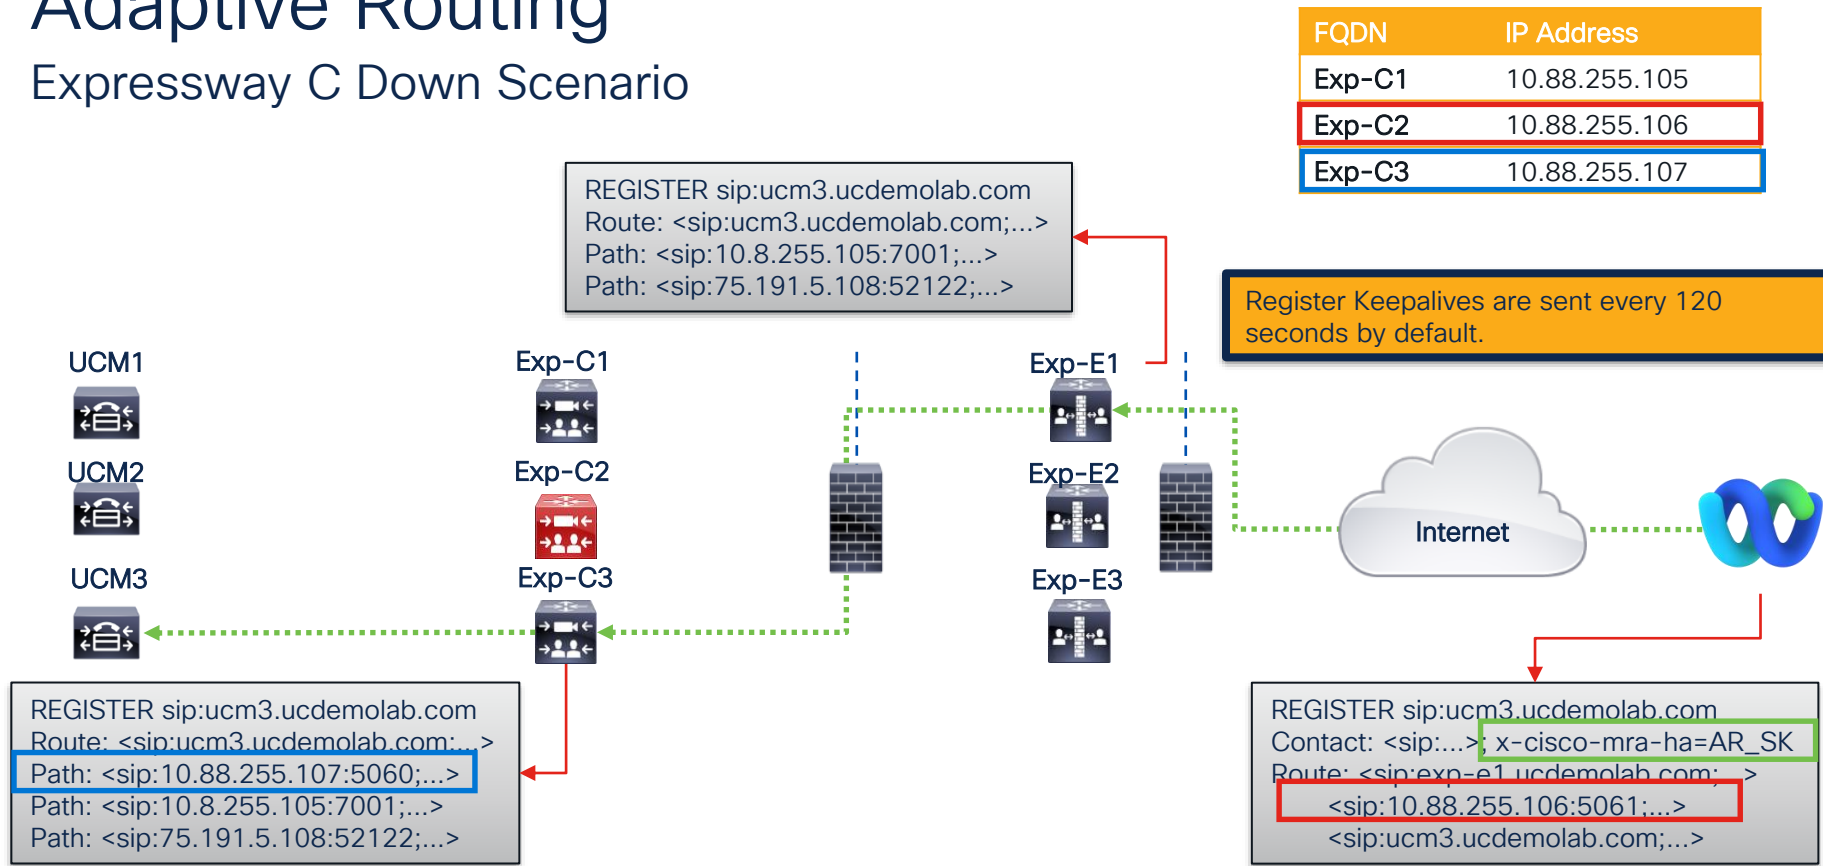 Adaptive Routing
Expressway C Down Scenario
FQDN IP Address
Exp-C1 10.88.255.105
Exp-C2 10.88.255.106
Exp-C3 10.88.255.107
REGISTER sip:ucm3.ucdemolab.com
Route: <sip:ucm3.ucdemolab.com;...>
Path: <sip:10.8.255.105:7001;...>
Path: <sip:75.191.5.108:52122;...>
Register Keepalives are sent every 120
seconds by default.
UCM1
Exp-C1
Exp-E1
UCM2
Exp-C2
Exp-E2
Internet
UCM3
Exp-C3
Exp-E3
REGISTER sip:ucm3.ucdemolab.com
Route: <sip:ucm3.ucdemolab.com;...>
Path: <sip:10.88.255.107:5060;...>
Path: <sip:10.8.255.105:7001;...>
Path: <sip:75.191.5.108:52122;...>
REGISTER sip:ucm3.ucdemolab.com
Contact: <sip:...>; x-cisco-mra-ha=AR_SK
Route: <sip:exp-e1.ucdemolab.com;...>
<sip:10.88.255.106:5061;...>
<sip:ucm3.ucdemolab.com;...>